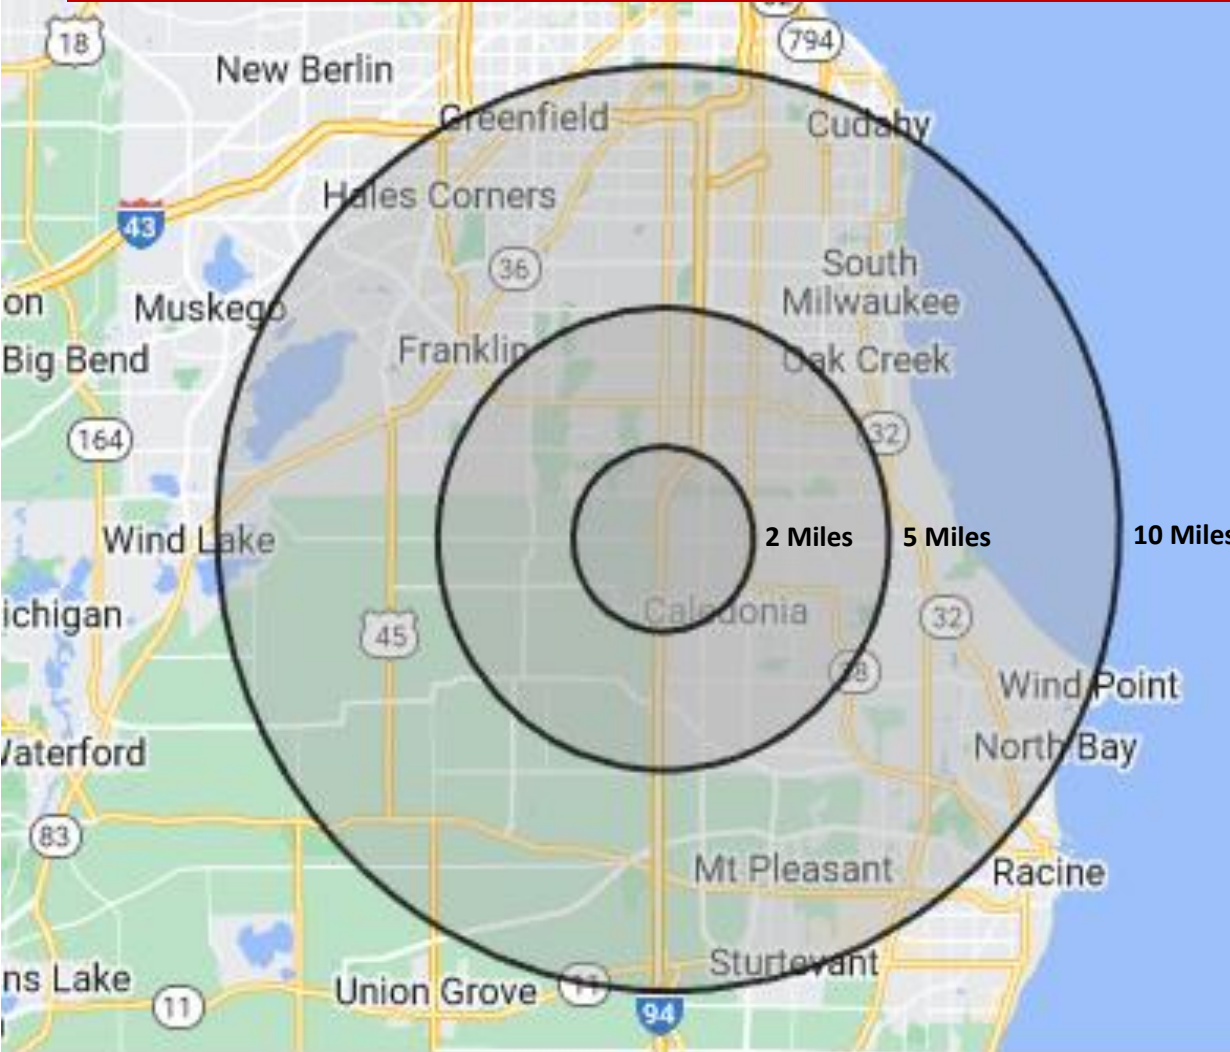 18
794
New Berlin
Greenfield
Cudahy
Hales Corners
43
36
South
Milwaukee
on
Muskego
Franklin
Oak Creek
Big Bend
164
32
Wind Lake
2 Miles
5 Miles
10 Miles
ichigan
Caledonia
32
45
38
Wind Point
North Bay
Waterford
83
Mt Pleasant
Racine
Sturtevant
ns Lake
Union Grove
11
11
94